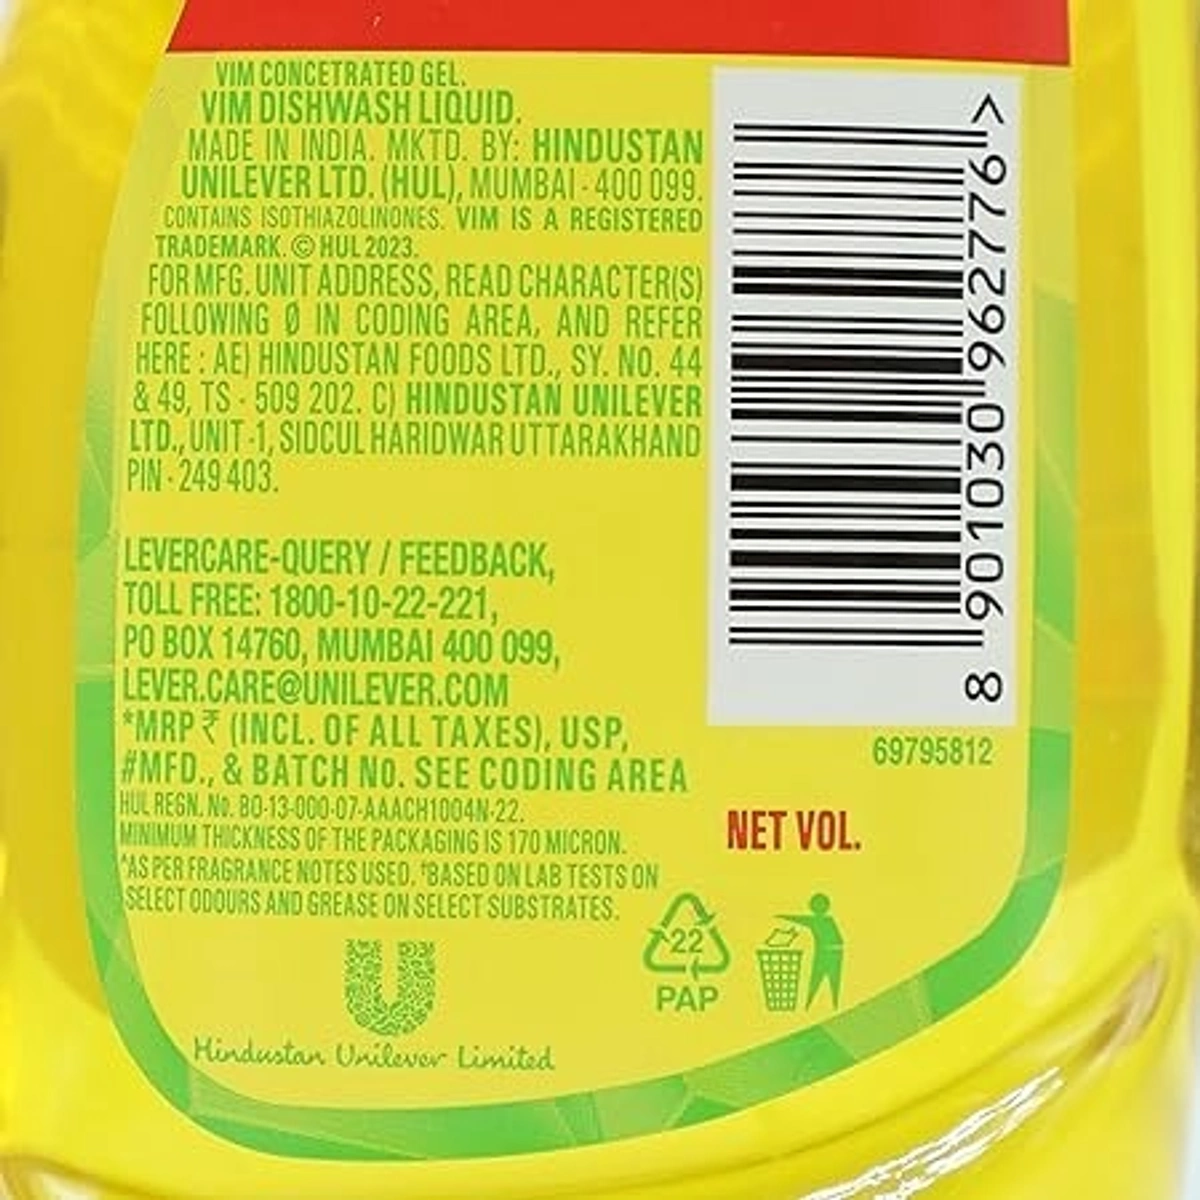 VIM CONCETRATED GEL.
VIM DISHWASH LIQUID.
MADE IN INDIA. MKTD. BY: HINDUSTAN
UNILEVER LTD. (HUL), MUMBAI - 400 099.
CONTAINS ISOTHIAZOLINONES. VIM IS A REGISTERED
TRADEMARK. © HUL 2023.
FOR MFG. UNIT ADDRESS, READ CHARACTER(S)
FOLLOWING Ø IN CODING AREA, AND REFER
HERE : AE) HINDUSTAN FOODS LTD., SY. No. 44
& 49, TS - 509 202. C) HINDUSTAN UNILEVER
LTD., UNIT -1, SIDCUL HARIDWAR UTTARAKHAND
PIN - 249 403.
LEVERCARE-QUERY / FEEDBACK,
TOLL FREE: 1800-10-22-221,
PO BOX 14760, MUMBAI 400 099,
LEVER.CARE@UNILEVER.COM
*MRP ₹ (INCL. OF ALL TAXES), USP,
#MFD., & BATCH No. SEE CODING AREA
HUL REGN. No. BO-13-000-07-AAACH1004N-22.
MINIMUM THICKNESS OF THE PACKAGING IS 170 MICRON.
^AS PER FRAGRANCE NOTES USED. ⁺BASED ON LAB TESTS ON
SELECT ODOURS AND GREASE ON SELECT SUBSTRATES.
Hindustan Unilever Limited
8 901030 962776 >
69795812
NET VOL.
22
PAP